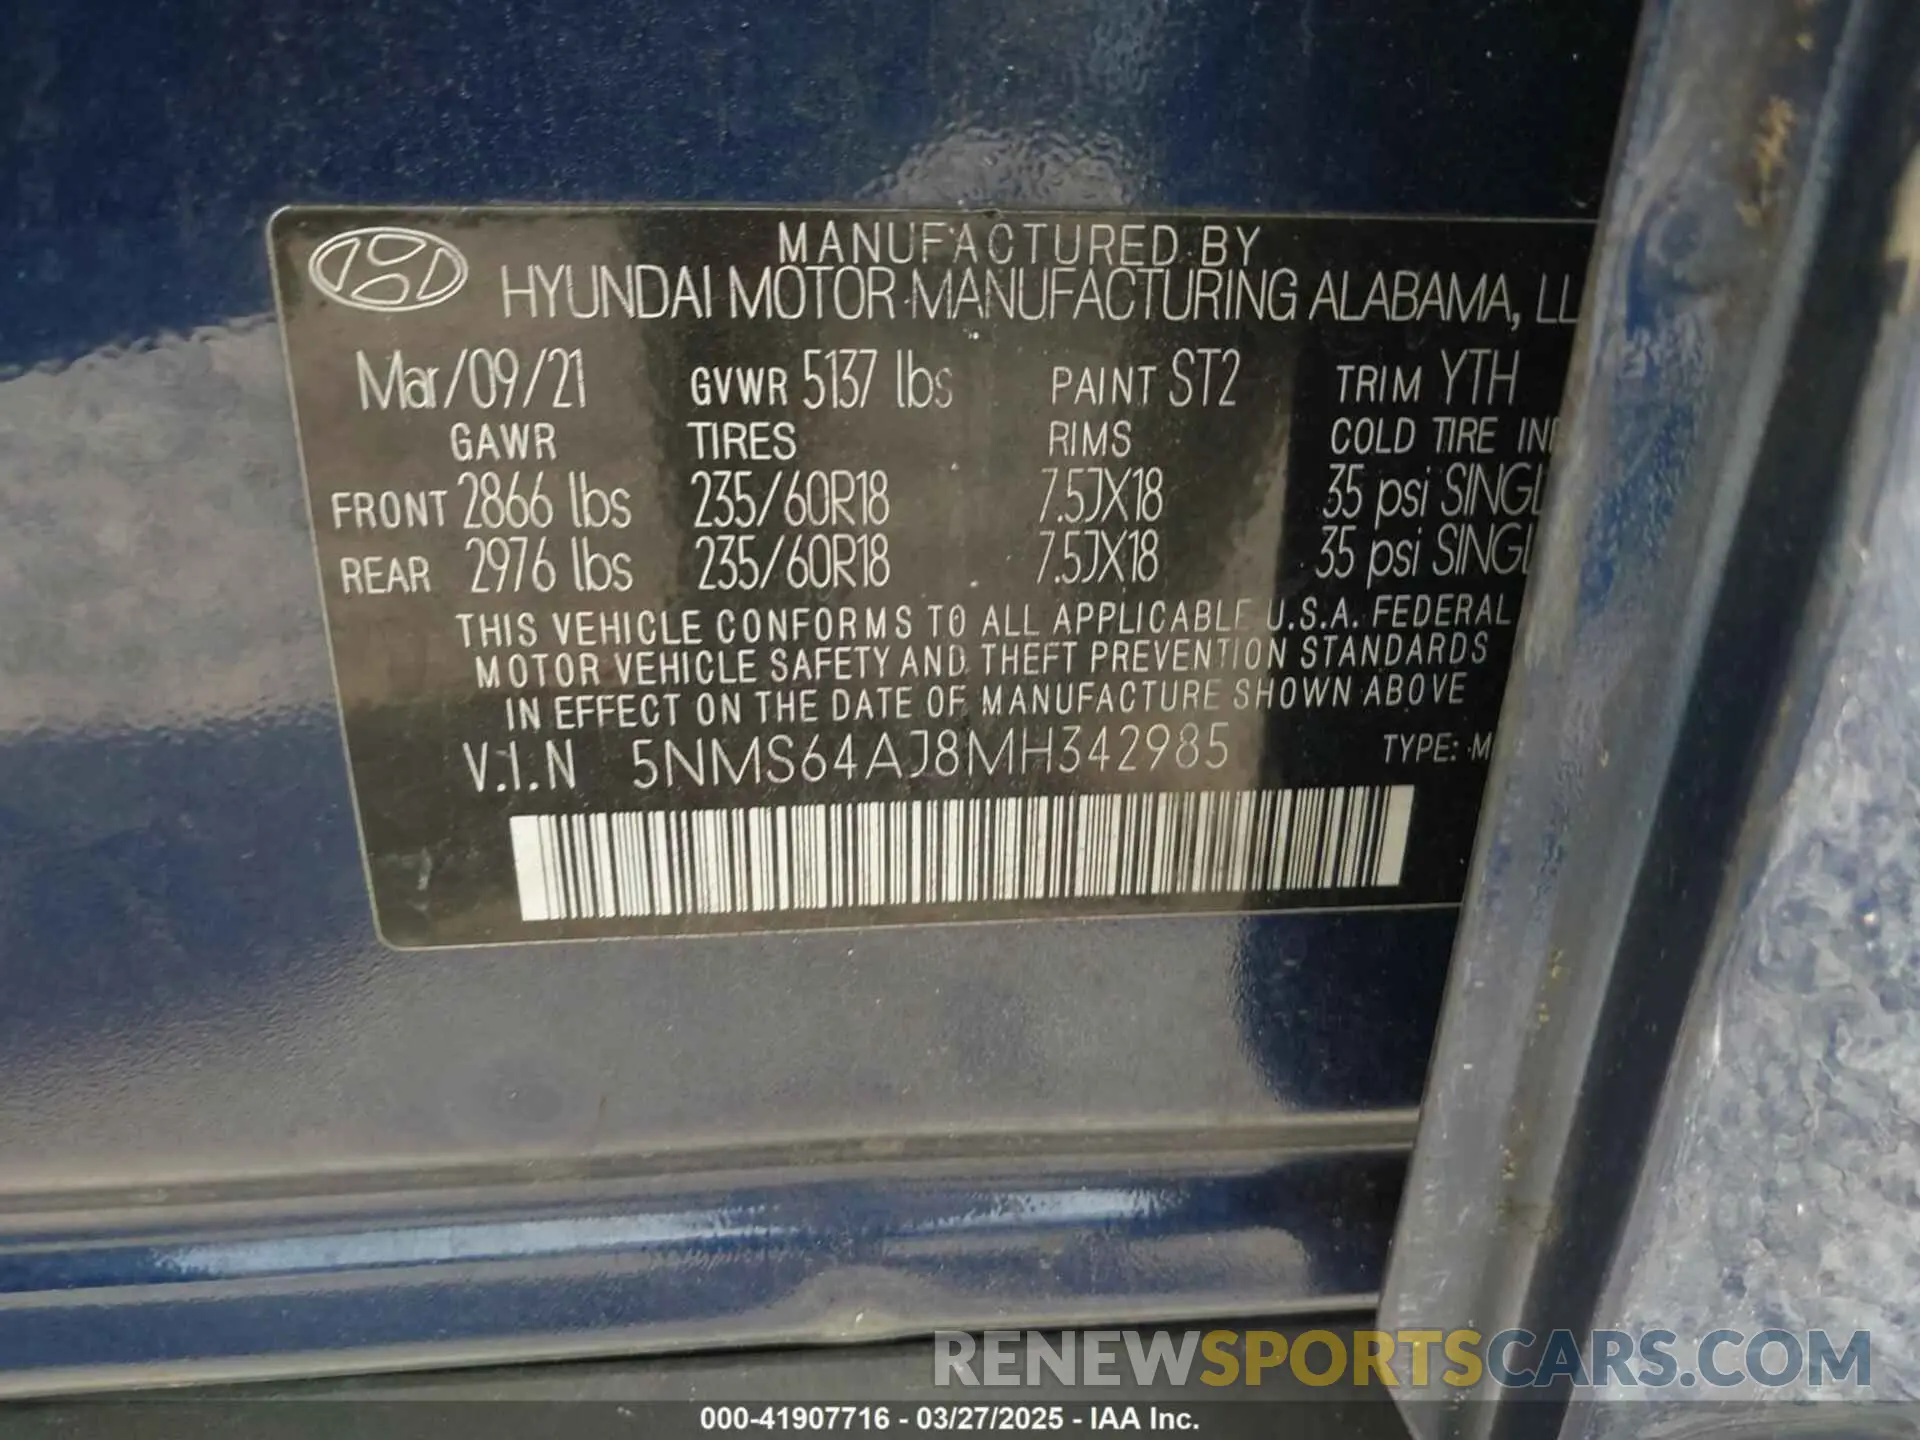 MANUFACTURED BY
HYUNDAI MOTOR MANUFACTURING ALABAMA, LL
Mar/09/21 GVWR 5137 lbs PAINT ST2 TRIM YTH
GAWR TIRES RIMS COLD TIRE IN
FRONT 2866 lbs 235/60R18 7.5JX18 35 psi SINGL
REAR 2976 lbs 235/60R18 7.5JX18 35 psi SINGL
THIS VEHICLE CONFORMS TO ALL APPLICABLE U.S.A. FEDERAL
MOTOR VEHICLE SAFETY AND THEFT PREVENTION STANDARDS
IN EFFECT ON THE DATE OF MANUFACTURE SHOWN ABOVE
V.I.N 5NMS64AJ8MH342985 TYPE: M
RENEWSPORTSCARS.COM
000-41907716 - 03/27/2025 - IAA Inc.